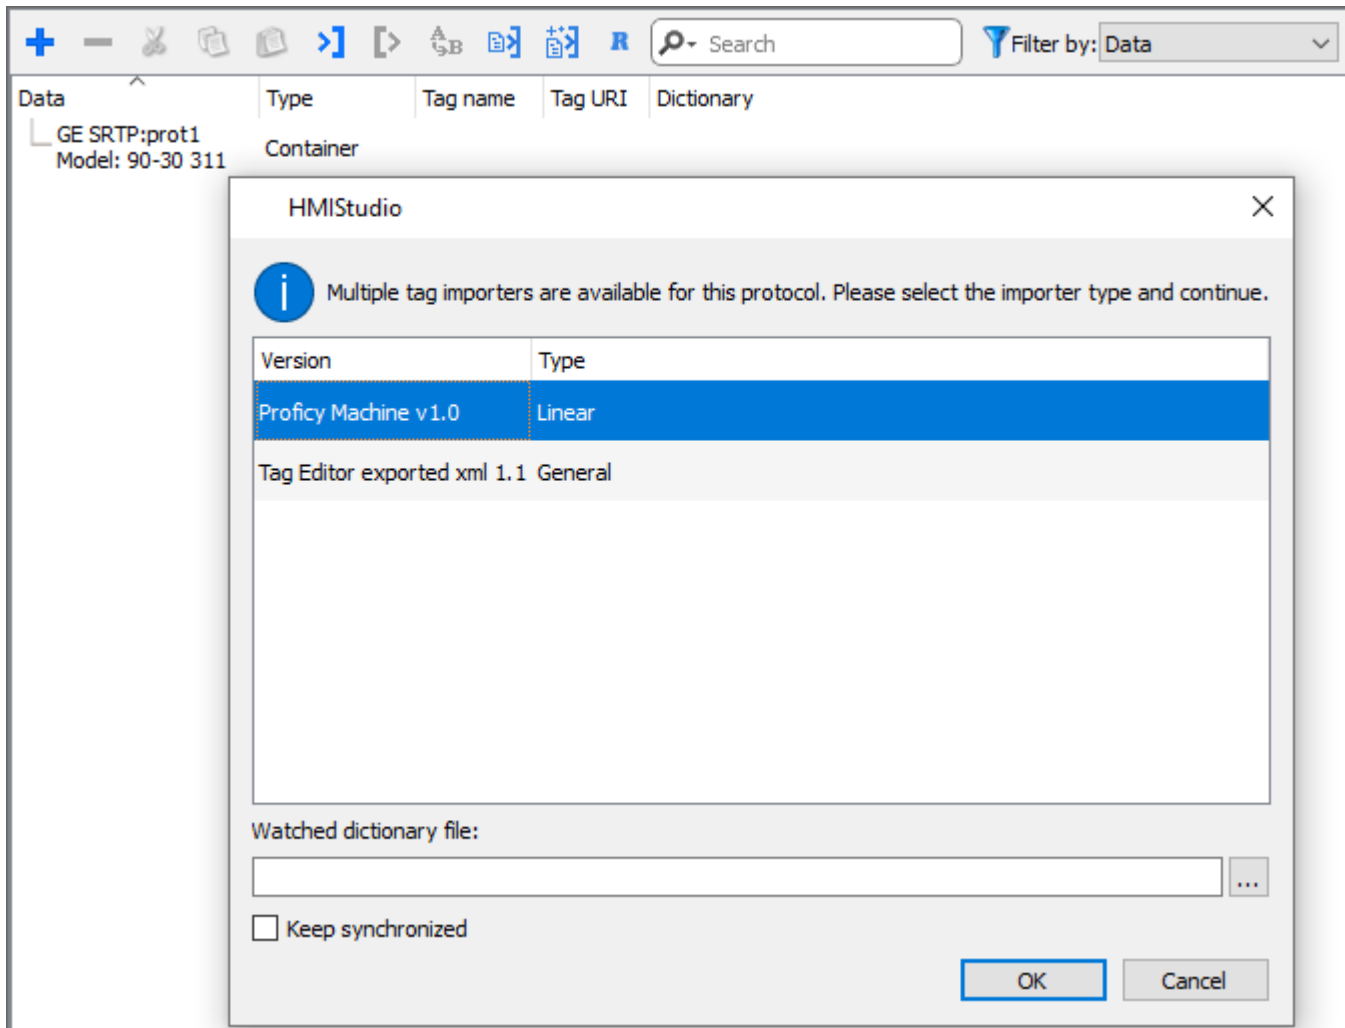 R Search Filter by: Data
Data Type Tag name Tag URI Dictionary
GE SRTP:prot1
Model: 90-30 311 Container
HMIStudio
Multiple tag importers are available for this protocol. Please select the importer type and continue.
Version Type
Proficy Machine v1.0 Linear
Tag Editor exported xml 1.1 General
Watched dictionary file:
...
Keep synchronized
OK Cancel